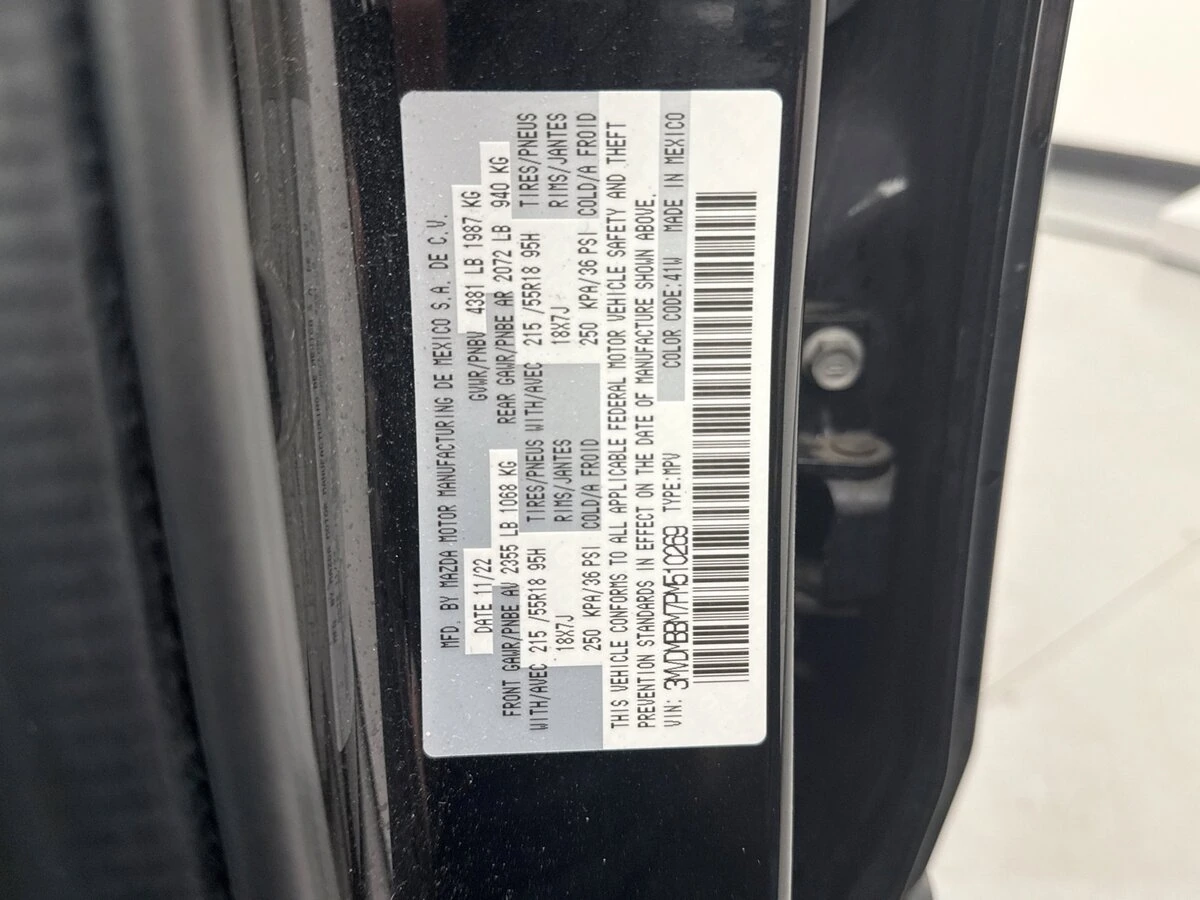 MFD. BY MAZDA MOTOR MANUFACTURING DE MEXICO S.A. DE C.V.
DATE 11/22 GVWR/PNBV 4381 LB 1987 KG
FRONT GAWR/PNBE AV 2355 LB 1068 KG REAR GAWR/PNBE AR 2072 LB 940 KG
WITH/AVEC 215 /55R18 95H TIRES/PNEUS WITH/AVEC 215 /55R18 95H TIRES/PNEUS
18X7J RIMS/JANTES 18X7J RIMS/JANTES
250 KPA/36 PSI COLD/A FROID 250 KPA/36 PSI COLD/A FROID
THIS VEHICLE CONFORMS TO ALL APPLICABLE FEDERAL MOTOR VEHICLE SAFETY AND THEFT
PREVENTION STANDARDS IN EFFECT ON THE DATE OF MANUFACTURE SHOWN ABOVE.
VIN: 3MVDMBBM7PM510269 TYPE:MPV COLOR CODE:41W MADE IN MEXICO